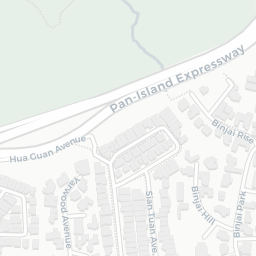 Pan-Island Expressway
Binjai Rise
Hua Guan Avenue
Yarwood Avenue
Sian Tuan Ave
Binjai Hill
Binjai Park